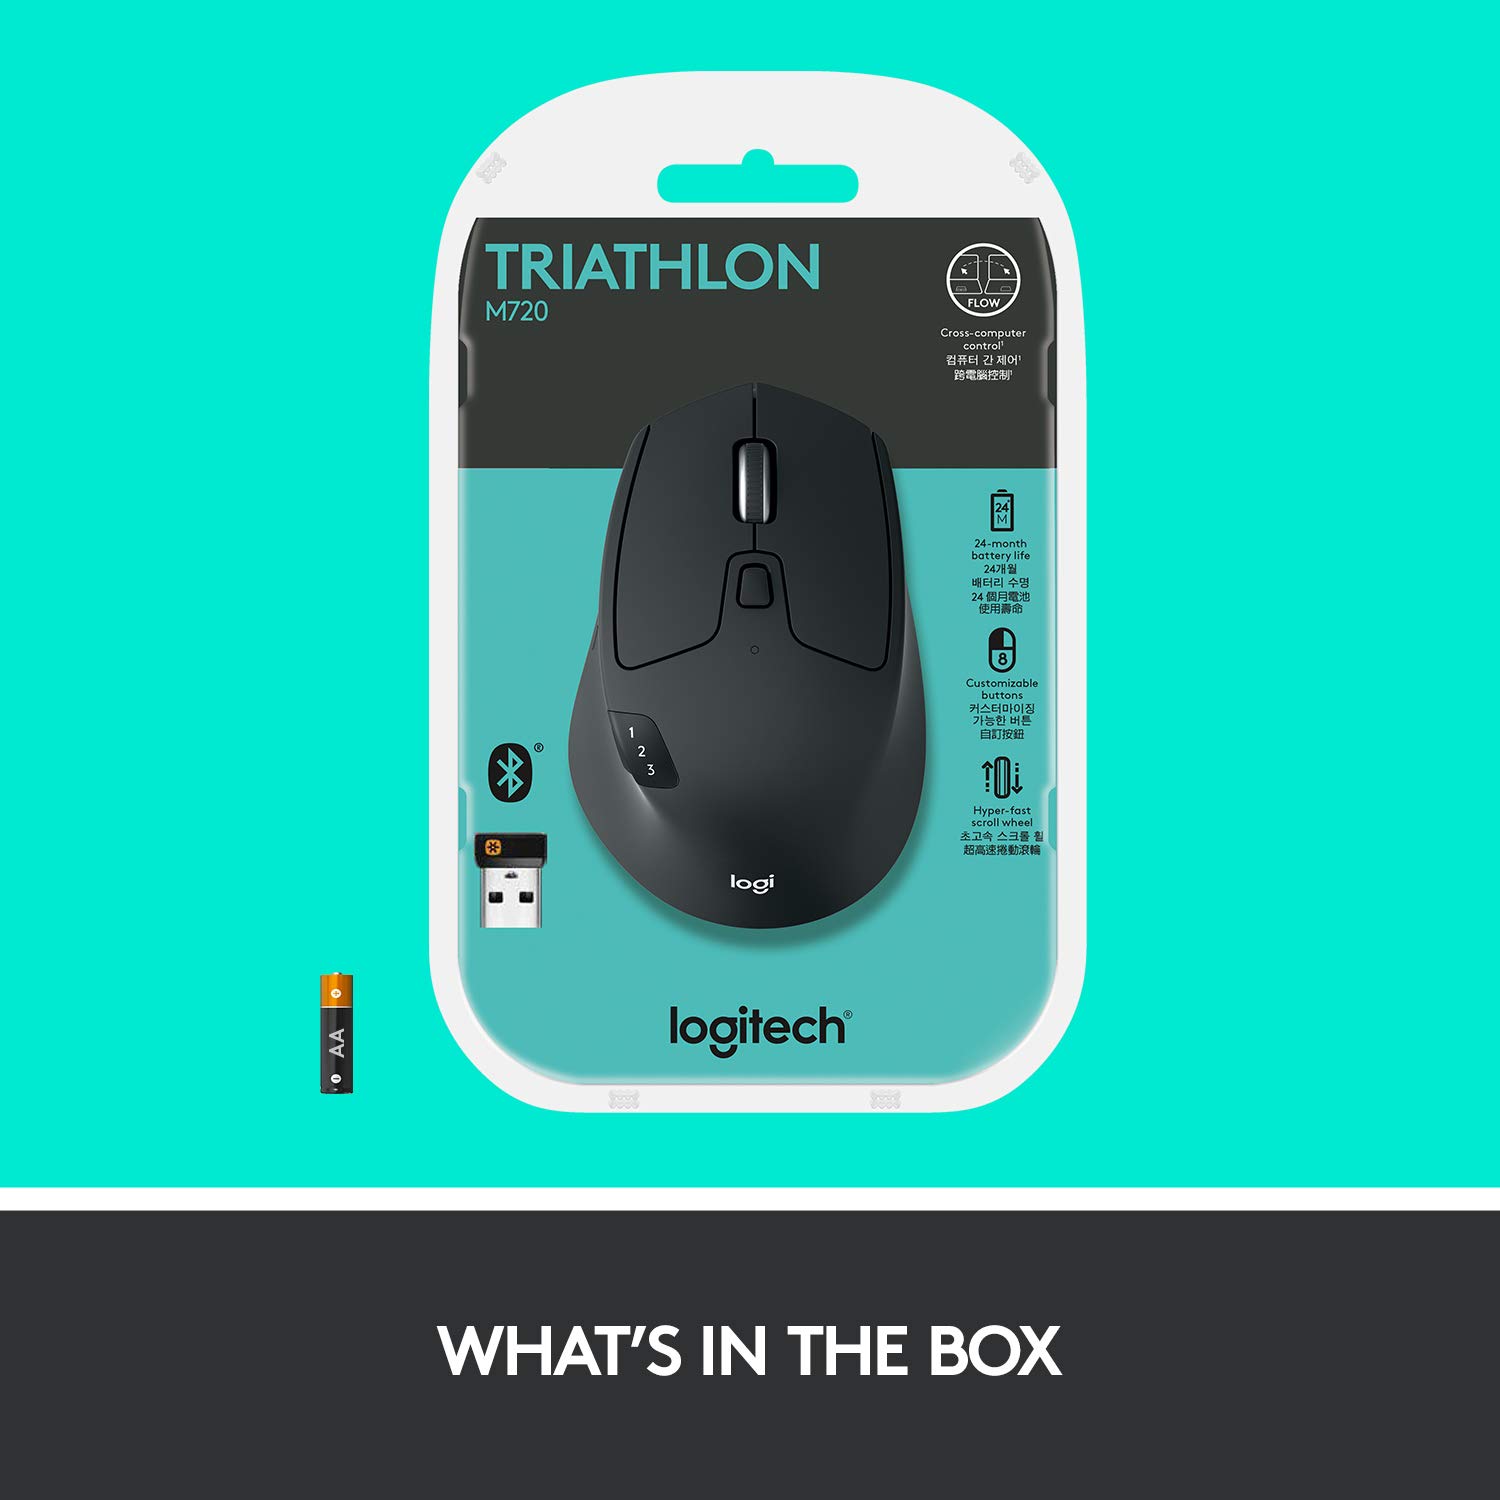 TRIATHLON
M720
FLOW
Cross-computer
control¹
컴퓨터 간 제어¹
跨電腦控制¹
24+
M
24-month
battery life
24개월
배터리 수명
24 個月電池
使用壽命
8
Customizable
buttons
커스터마이징
가능한 버튼
自訂按鈕
Hyper-fast
scroll wheel
초고속 스크롤 휠
超高速捲動滾輪
1
2
3
®
logi
logitech®
+
AA
WHAT'S IN THE BOX